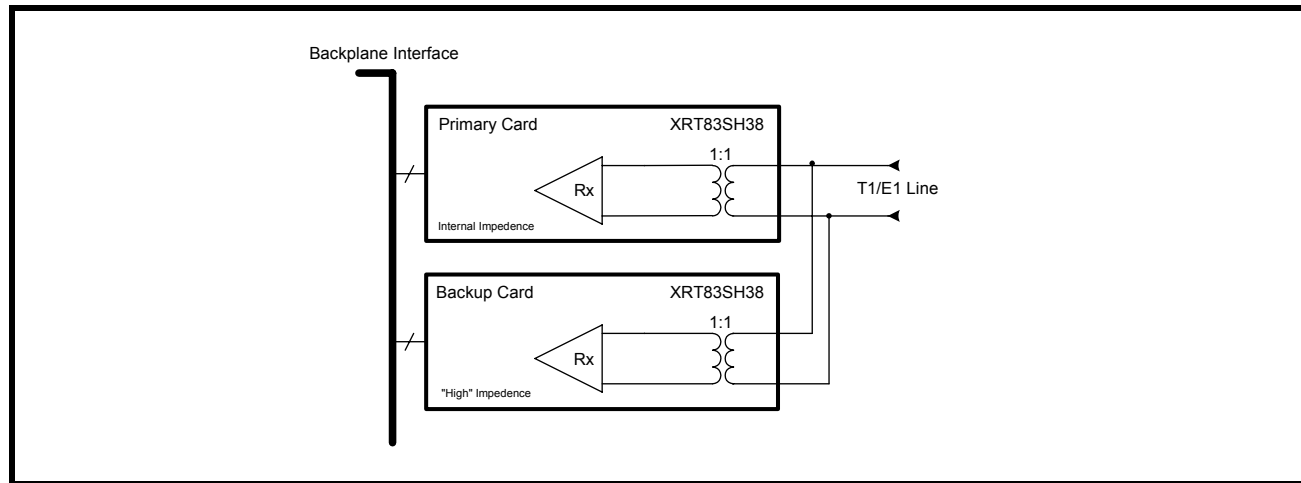 Backplane Interface
Primary Card XRT83SH38
1:1
Rx
T1/E1 Line
Internal Impedence
Backup Card XRT83SH38
1:1
Rx
"High" Impedence